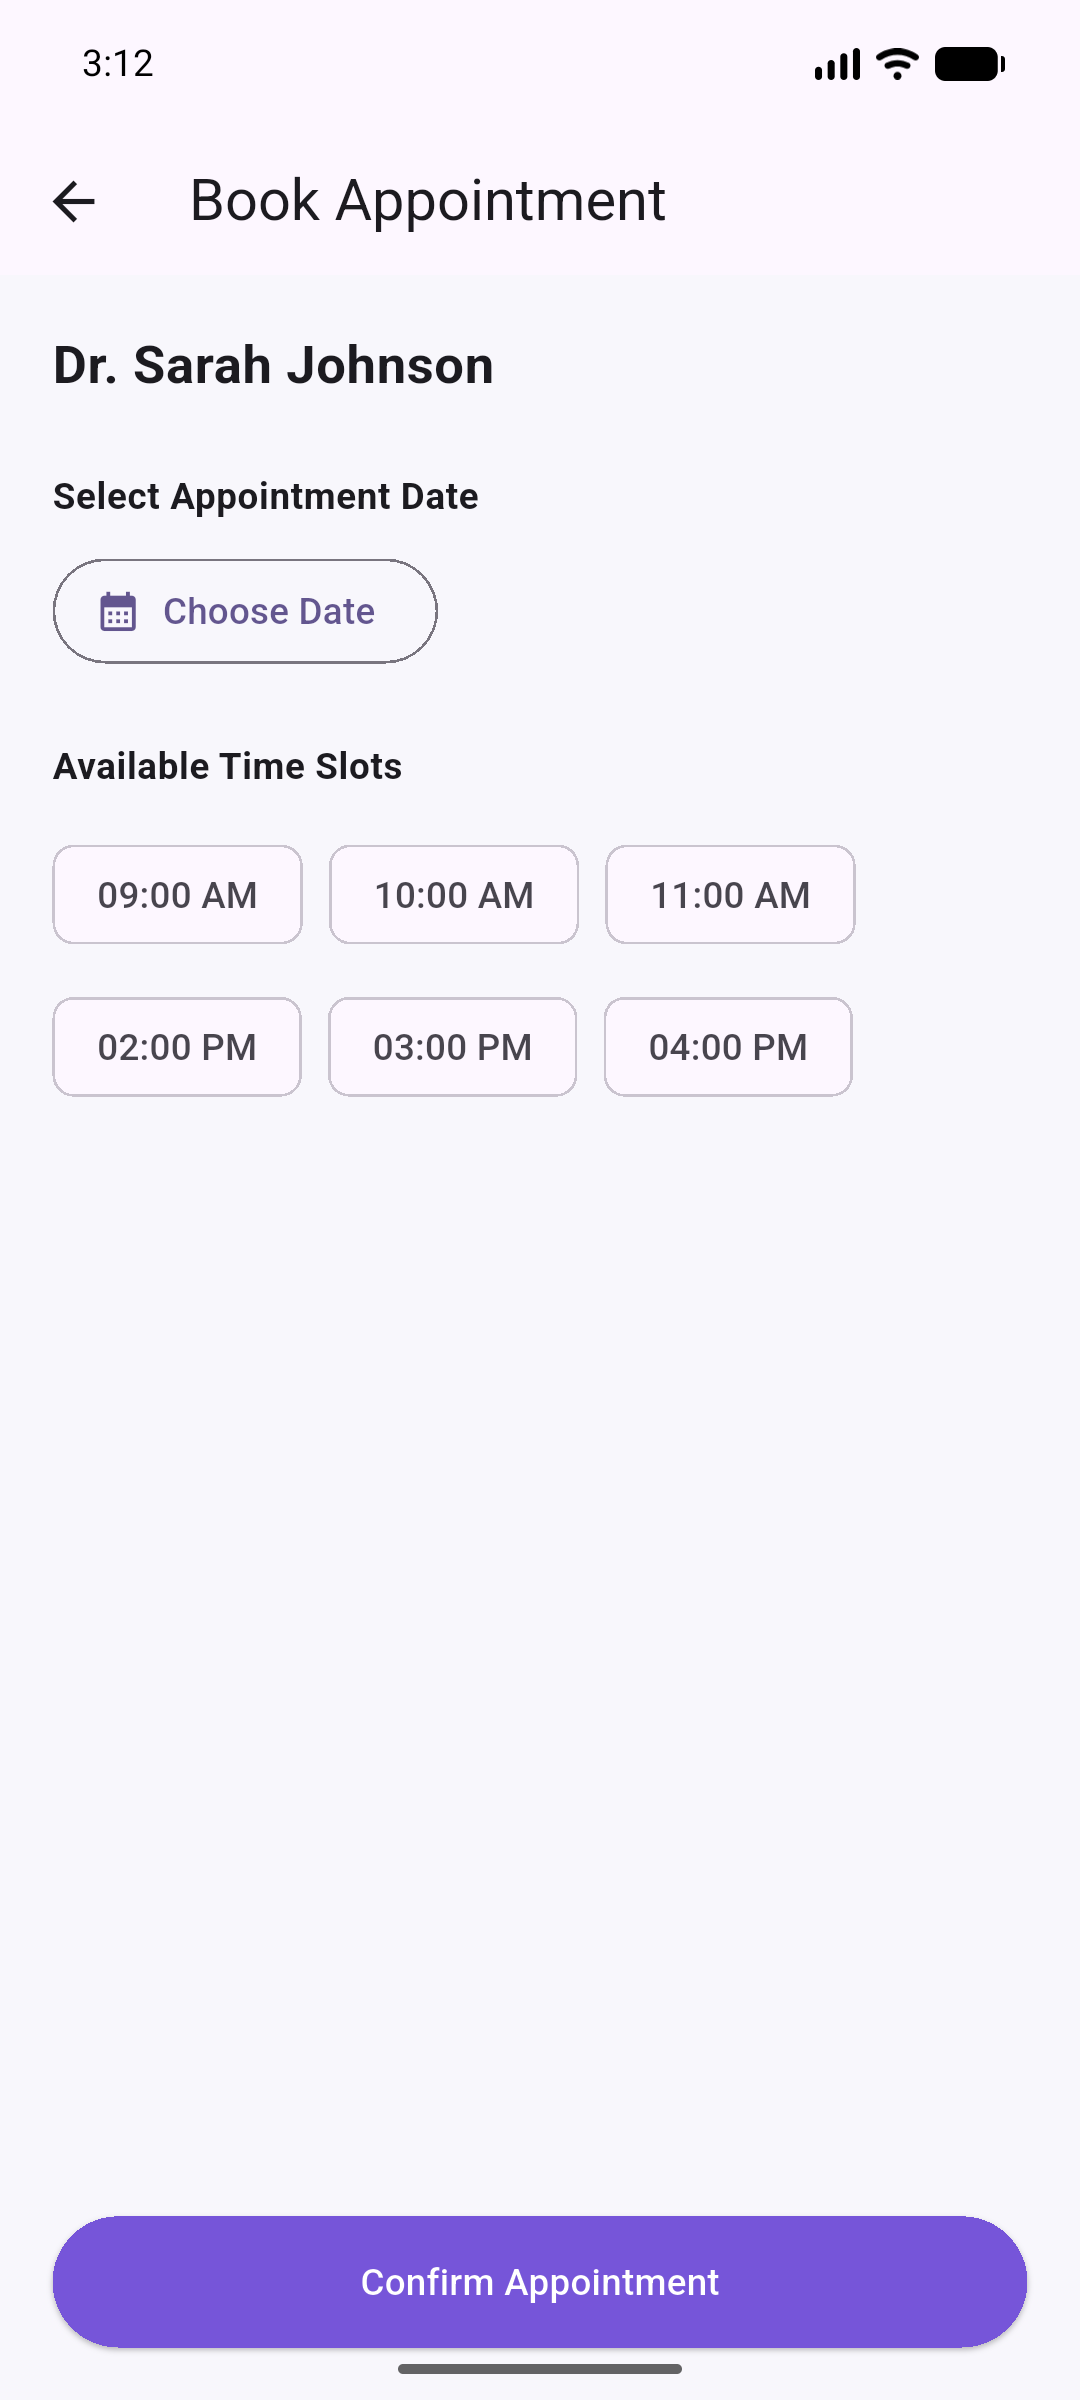 3:12
Book Appointment
Dr. Sarah Johnson
Select Appointment Date
Choose Date
Available Time Slots
09:00 AM 10:00 AM 11:00 AM
02:00 PM 03:00 PM 04:00 PM
Confirm Appointment